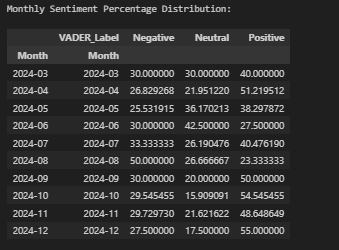 Monthly Sentiment Percentage Distribution:
VADER_Label Negative Neutral Positive
Month Month
2024-03 2024-03 30.000000 30.000000 40.000000
2024-04 2024-04 26.829268 21.951220 51.219512
2024-05 2024-05 25.531915 36.170213 38.297872
2024-06 2024-06 30.000000 42.500000 27.500000
2024-07 2024-07 33.333333 26.190476 40.476190
2024-08 2024-08 50.000000 26.666667 23.333333
2024-09 2024-09 30.000000 20.000000 50.000000
2024-10 2024-10 29.545455 15.909091 54.545455
2024-11 2024-11 29.729730 21.621622 48.648649
2024-12 2024-12 27.500000 17.500000 55.000000